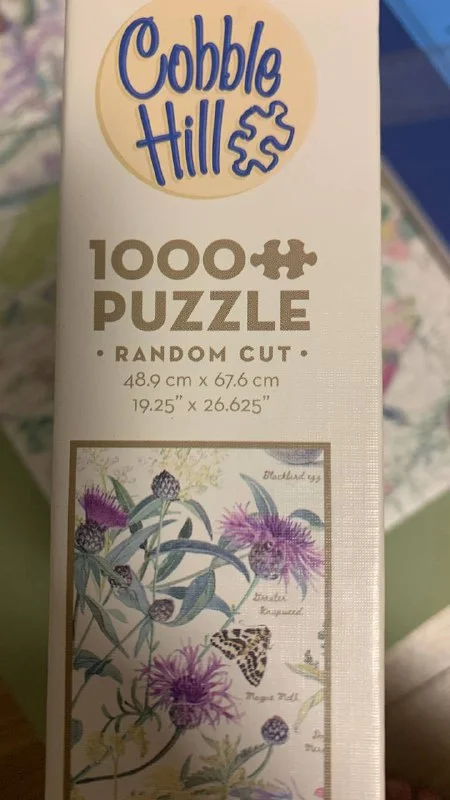 Cobble
Hill
1000
PUZZLE
• RANDOM CUT •
48.9 cm x 67.6 cm
19.25" x 26.625"
Blackbird egg
Greater
Knapweed
Magpie Moth